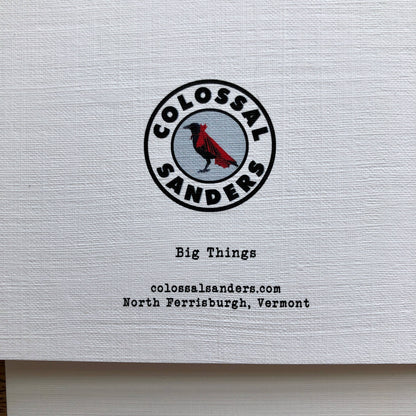 COLOSSAL
SANDERS
Big Things
colossalsanders.com
North Ferrisburgh, Vermont